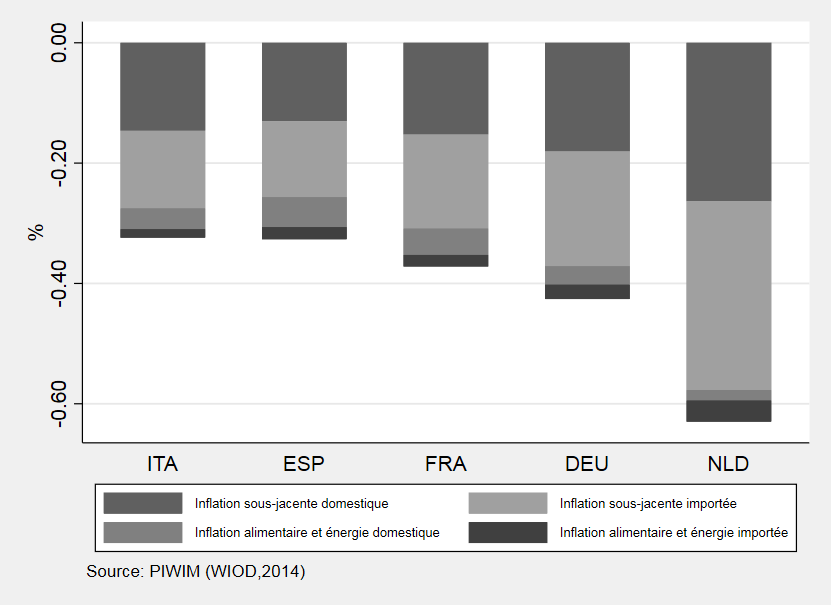 0.00
-0.20
-0.40
-0.60
%
ITA ESP FRA DEU NLD
Inflation sous-jacente domestique Inflation sous-jacente importée
Inflation alimentaire et énergie domestique Inflation alimentaire et énergie importée
Source: PIWIM (WIOD,2014)